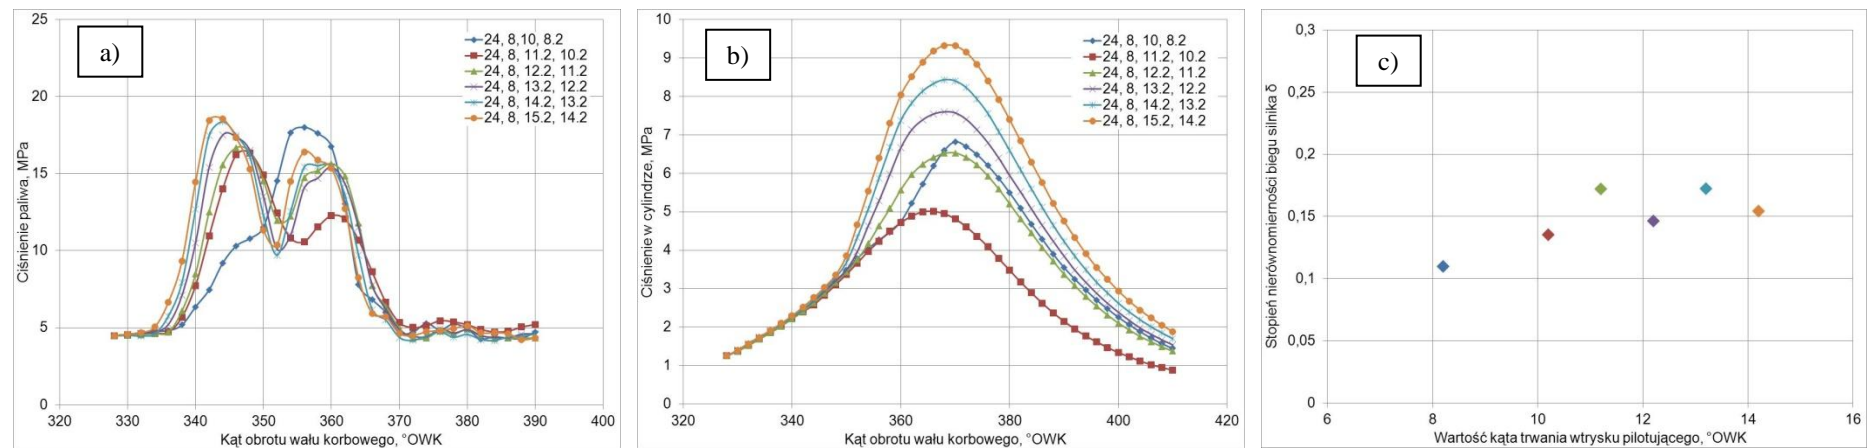 a)
25
20
15
10
5
0
320 330 340 350 360 370 380 390 400
Ciśnienie paliwa, MPa
Kąt obrotu wału korbowego, °OWK
24, 8,10, 8.2
24, 8, 11.2, 10.2
24, 8, 12.2, 11.2
24, 8, 13.2, 12.2
24, 8, 14.2, 13.2
24, 8, 15.2, 14.2
b)
10
9
8
7
6
5
4
3
2
1
0
320 340 360 380 400 420
Ciśnienie w cylindrze, MPa
Kąt obrotu wału korbowego, °OWK
24, 8, 10, 8.2
24, 8, 11.2, 10.2
24, 8, 12.2, 11.2
24, 8, 13.2, 12.2
24, 8, 14.2, 13.2
24, 8, 15.2, 14.2
c)
0,3
0,25
0,2
0,15
0,1
0,05
0
6 8 10 12 14 16
Stopień nierównomierności biegu silnika δ
Wartość kąta trwania wtrysku pilotującego, °OWK